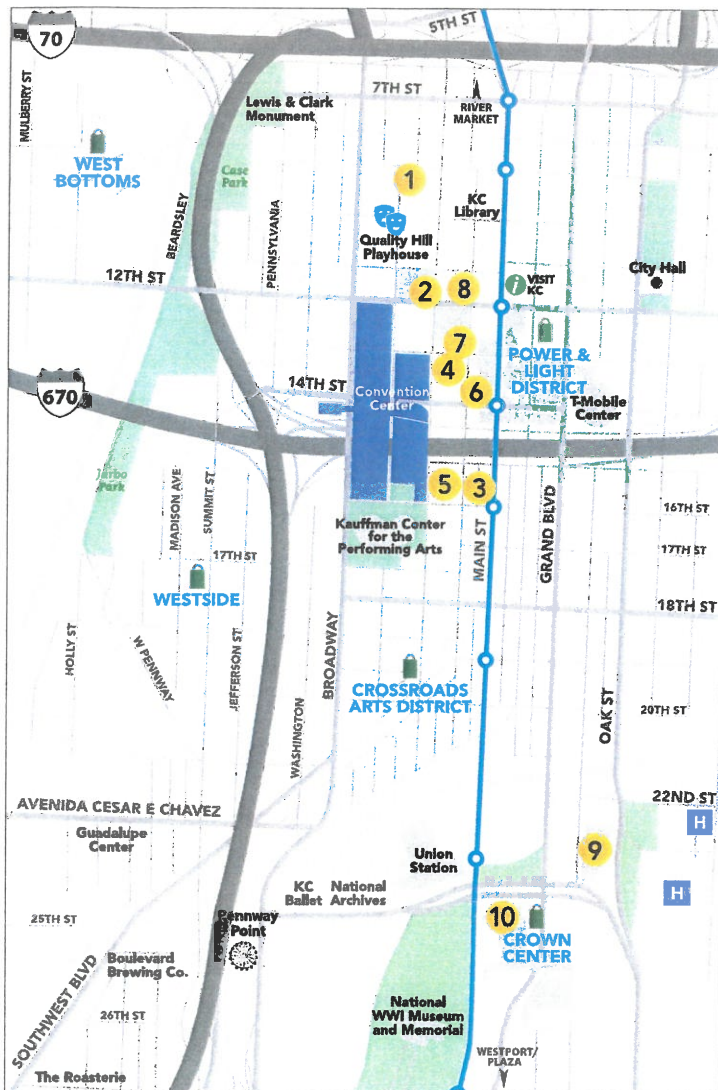 5TH ST
70
MULBERRY ST
7TH ST
Lewis & Clark
Monument
RIVER
MARKET
WEST
BOTTOMS
Case
Park
1
KC
Library
BEARDSLEY
PENNSYLVANIA
Quality Hill
Playhouse
12TH ST
2
8
i
VISIT
KC
City Hall
7
POWER &
LIGHT
DISTRICT
4
14TH ST
670
Convention
Center
6
T-Mobile
Center
Jarbo
Park
MADISON AVE
SUMMIT ST
5
3
MAIN ST
GRAND BLVD
16TH ST
Kauffman Center
for the
Performing Arts
17TH ST
17TH ST
WESTSIDE
18TH ST
HOLLY ST
W PENNWAY
JEFFERSON ST
BROADWAY
CROSSROADS
ARTS DISTRICT
WASHINGTON
OAK ST
20TH ST
22ND ST
AVENIDA CESAR E CHAVEZ
Guadalupe
Center
H
9
Union
Station
KC
Ballet
National
Archives
H
25TH ST
Pennway
Point
10
CROWN
CENTER
Boulevard
Brewing Co.
SOUTHWEST BLVD
26TH ST
National
WWI Museum
and Memorial
WESTPORT/
PLAZA
The Roasterie